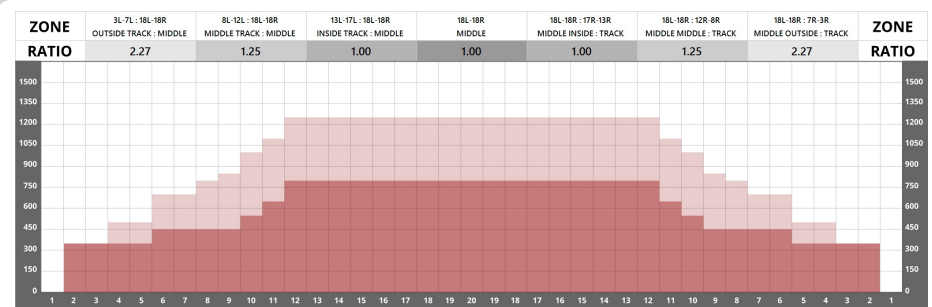 ZONE
3L-7L : 18L-18R
OUTSIDE TRACK : MIDDLE
8L-12L : 18L-18R
MIDDLE TRACK : MIDDLE
13L-17L : 18L-18R
INSIDE TRACK : MIDDLE
18L-18R
MIDDLE
18L-18R : 17R-13R
MIDDLE INSIDE : TRACK
18L-18R : 12R-8R
MIDDLE MIDDLE : TRACK
18L-18R : 7R-3R
MIDDLE OUTSIDE : TRACK
ZONE
RATIO 2.27 1.25 1.00 1.00 1.00 1.25 2.27 RATIO
1500 1500
1350 1350
1200 1200
1050 1050
900 900
750 750
600 600
450 450
300 300
150 150
0 0
1 2 3 4 5 6 7 8 9 10 11 12 13 14 15 16 17 18 19 20 19 18 17 16 15 14 13 12 11 10 9 8 7 6 5 4 3 2 1